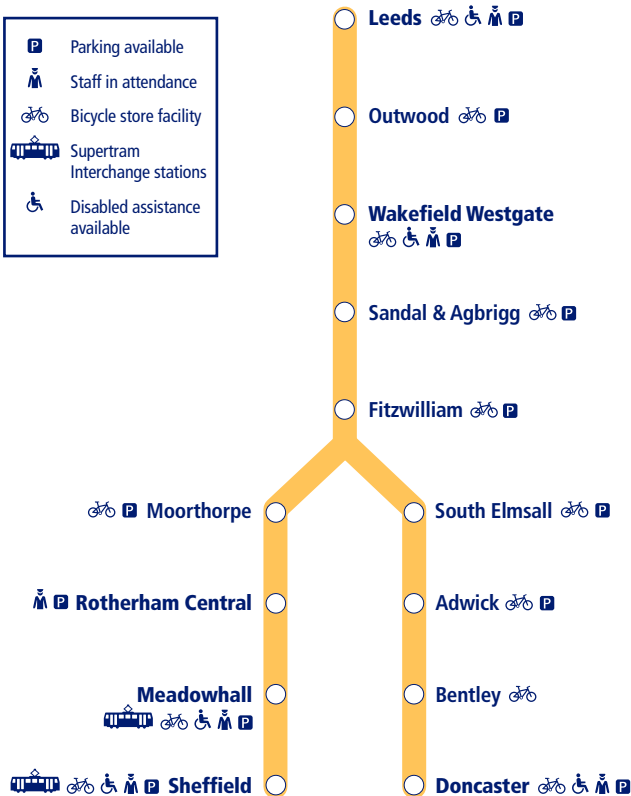 Parking available
Staff in attendance
Bicycle store facility
Supertram
Interchange stations
Disabled assistance
available
Leeds P
Outwood P
Wakefield Westgate
P
Sandal & Agbrigg P
Fitzwilliam P
P Moorthorpe
South Elmsall P
P Rotherham Central
Adwick P
Meadowhall
P
Bentley
P Sheffield
Doncaster P